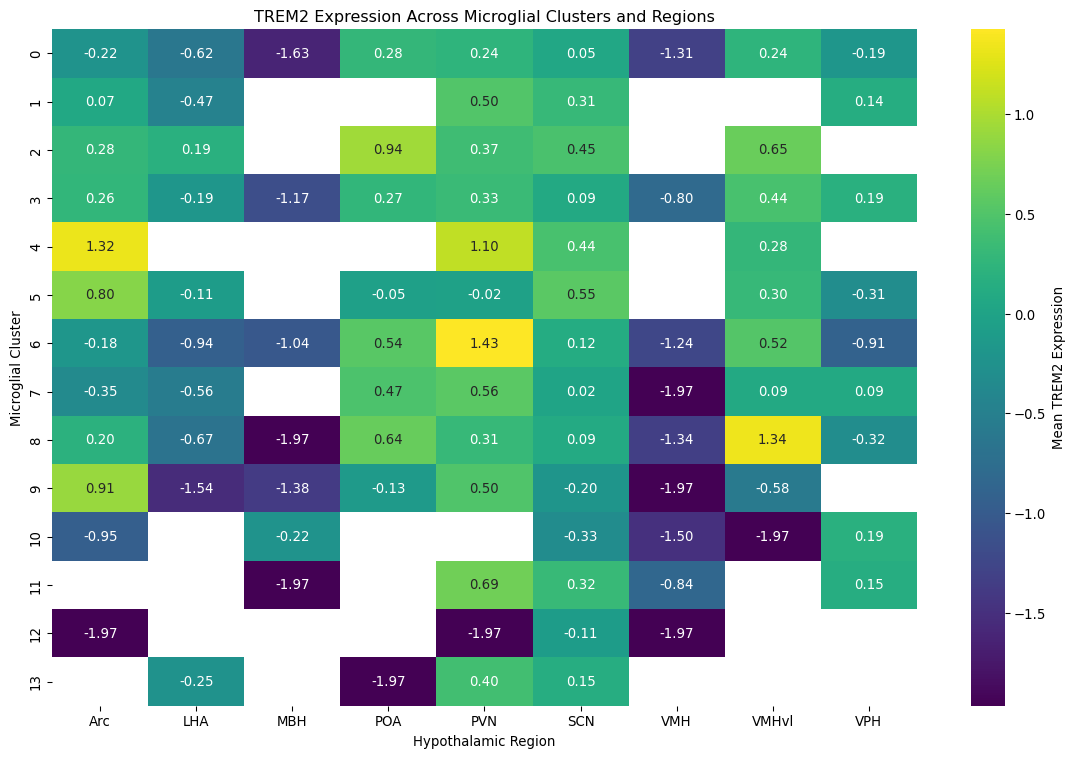 TREM2 Expression Across Microglial Clusters and Regions
0 -0.22 -0.62 -1.63 0.28 0.24 0.05 -1.31 0.24 -0.19
1 0.07 -0.47 0.50 0.31 0.14
2 0.28 0.19 0.94 0.37 0.45 0.65
3 0.26 -0.19 -1.17 0.27 0.33 0.09 -0.80 0.44 0.19
4 1.32 1.10 0.44 0.28
5 0.80 -0.11 -0.05 -0.02 0.55 0.30 -0.31
6 -0.18 -0.94 -1.04 0.54 1.43 0.12 -1.24 0.52 -0.91
7 -0.35 -0.56 0.47 0.56 0.02 -1.97 0.09 0.09
8 0.20 -0.67 -1.97 0.64 0.31 0.09 -1.34 1.34 -0.32
9 0.91 -1.54 -1.38 -0.13 0.50 -0.20 -1.97 -0.58
10 -0.95 -0.22 -0.33 -1.50 -1.97 0.19
11 -1.97 0.69 0.32 -0.84 0.15
12 -1.97 -1.97 -0.11 -1.97
13 -0.25 -1.97 0.40 0.15
Arc LHA MBH POA PVN SCN VMH VMHvl VPH
Hypothalamic Region
Microglial Cluster
1.0
0.5
0.0
−0.5
−1.0
−1.5
Mean TREM2 Expression